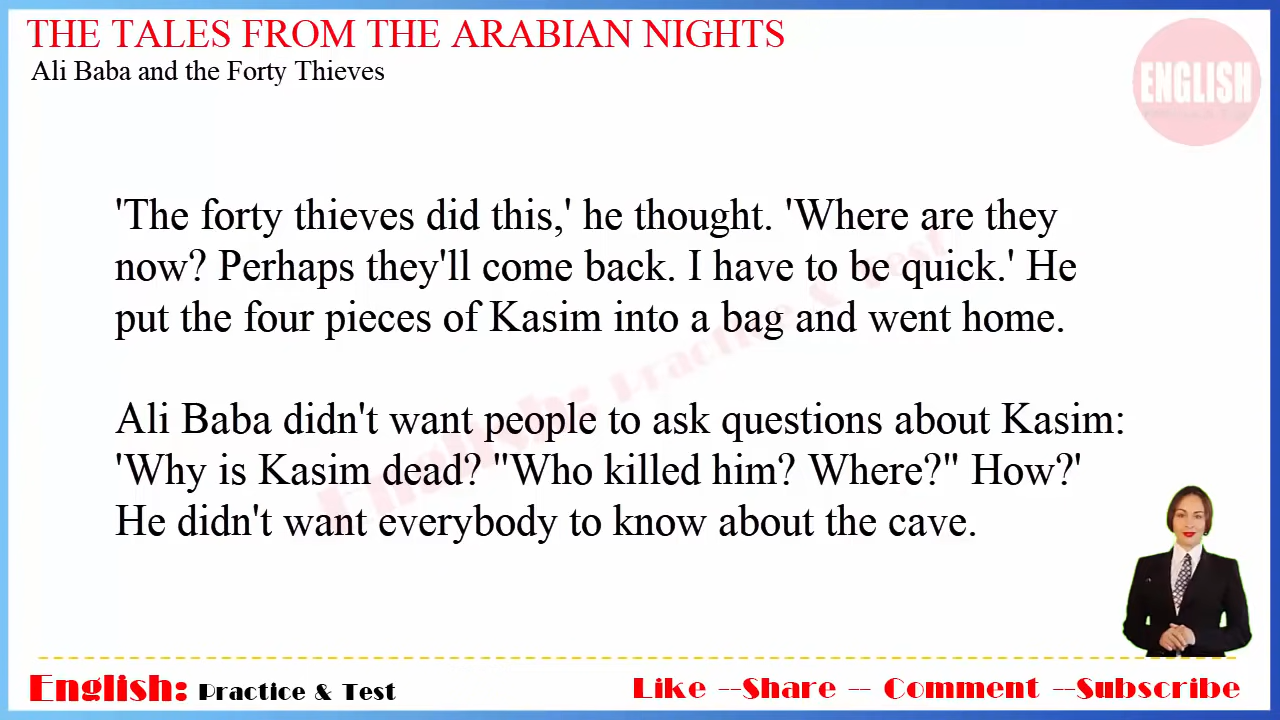 THE TALES FROM THE ARABIAN NIGHTS
Ali Baba and the Forty Thieves
ENGLISH
'The forty thieves did this,' he thought. 'Where are they
now? Perhaps they'll come back. I have to be quick.' He
put the four pieces of Kasim into a bag and went home.
Ali Baba didn't want people to ask questions about Kasim:
'Why is Kasim dead? "Who killed him? Where?" How?'
He didn't want everybody to know about the cave.
English: Practice & Test
English: Practice & Test
Like --Share -- Comment --Subscribe